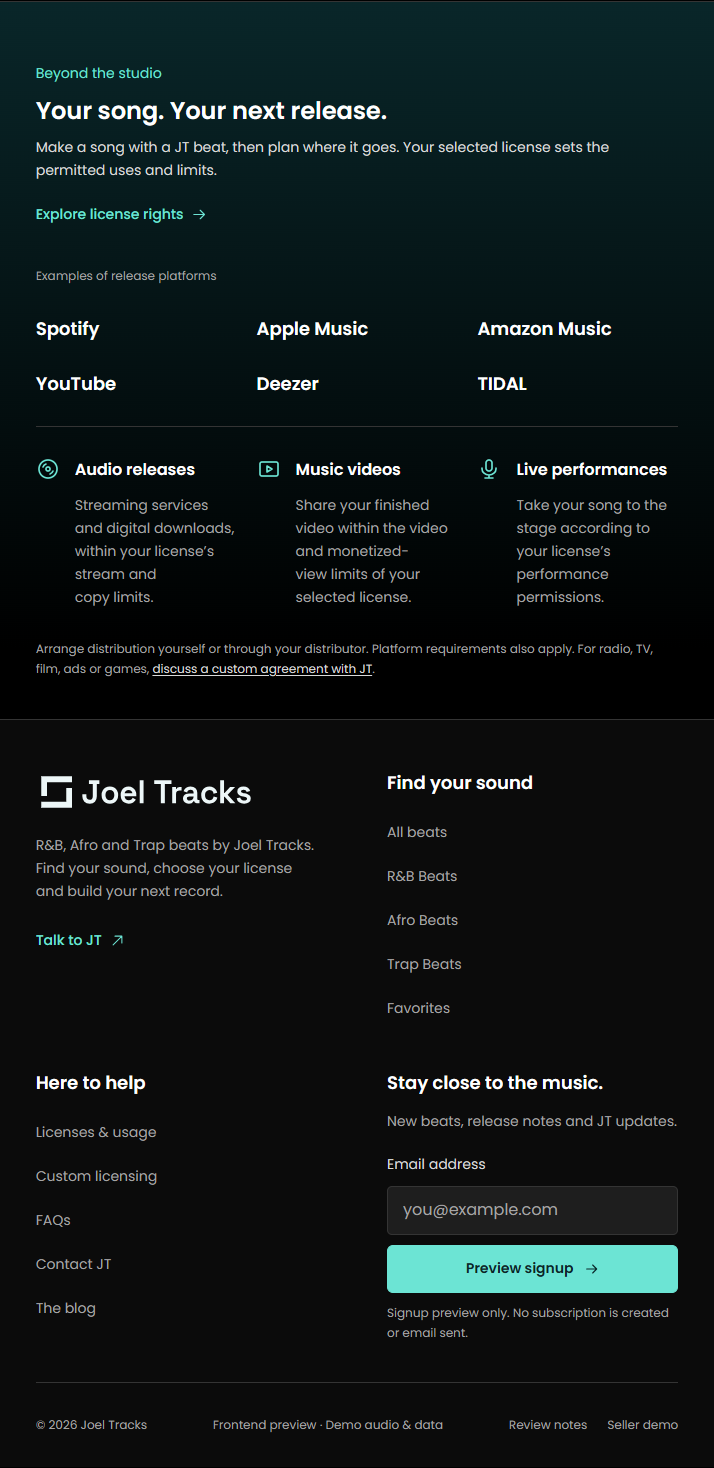 Beyond the studio
Your song. Your next release.
Make a song with a JT beat, then plan where it goes. Your selected license sets the
permitted uses and limits.
Explore license rights →
Examples of release platforms
Spotify
Apple Music
Amazon Music
YouTube
Deezer
TIDAL
Audio releases
Streaming services
and digital downloads,
within your license’s
stream and
copy limits.
Music videos
Share your finished
video within the video
and monetized-
view limits of your
selected license.
Live performances
Take your song to the
stage according to
your license’s
performance
permissions.
Arrange distribution yourself or through your distributor. Platform requirements also apply. For radio, TV,
film, ads or games, discuss a custom agreement with JT.
Joel Tracks
R&B, Afro and Trap beats by Joel Tracks.
Find your sound, choose your license
and build your next record.
Talk to JT ↗
Find your sound
All beats
R&B Beats
Afro Beats
Trap Beats
Favorites
Here to help
Licenses & usage
Custom licensing
FAQs
Contact JT
The blog
Stay close to the music.
New beats, release notes and JT updates.
Email address
you@example.com
Preview signup →
Signup preview only. No subscription is created
or email sent.
© 2026 Joel Tracks
Frontend preview · Demo audio & data
Review notes
Seller demo